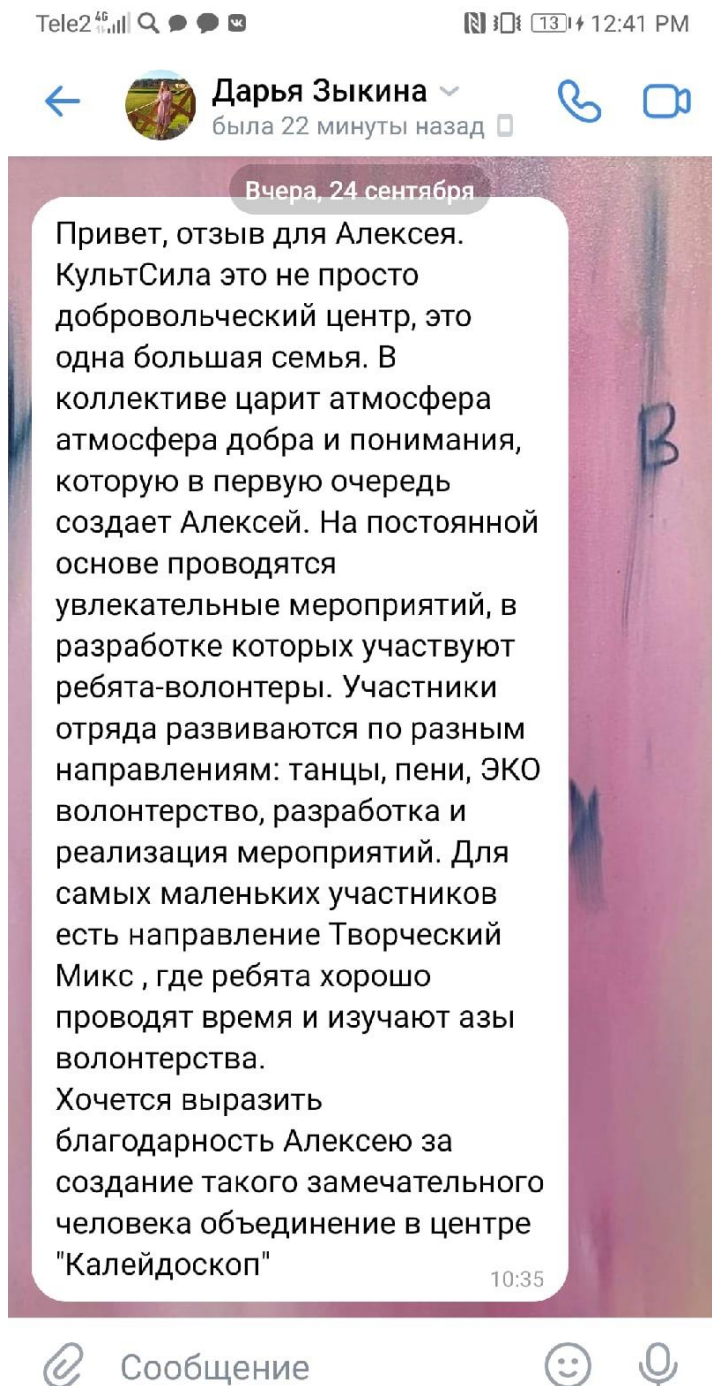 Tele2 4G 13 12:41 PM
Дарья Зыкина
была 22 минуты назад
Вчера, 24 сентября
Привет, отзыв для Алексея.
КультСила это не просто
добровольческий центр, это
одна большая семья. В
коллективе царит атмосфера
атмосфера добра и понимания,
которую в первую очередь
создает Алексей. На постоянной
основе проводятся
увлекательные мероприятий, в
разработке которых участвуют
ребята-волонтеры. Участники
отряда развиваются по разным
направлениям: танцы, пени, ЭКО
волонтерство, разработка и
реализация мероприятий. Для
самых маленьких участников
есть направление Творческий
Микс , где ребята хорошо
проводят время и изучают азы
волонтерства.
Хочется выразить
благодарность Алексею за
создание такого замечательного
человека объединение в центре
"Калейдоскоп"
10:35
В
Сообщение